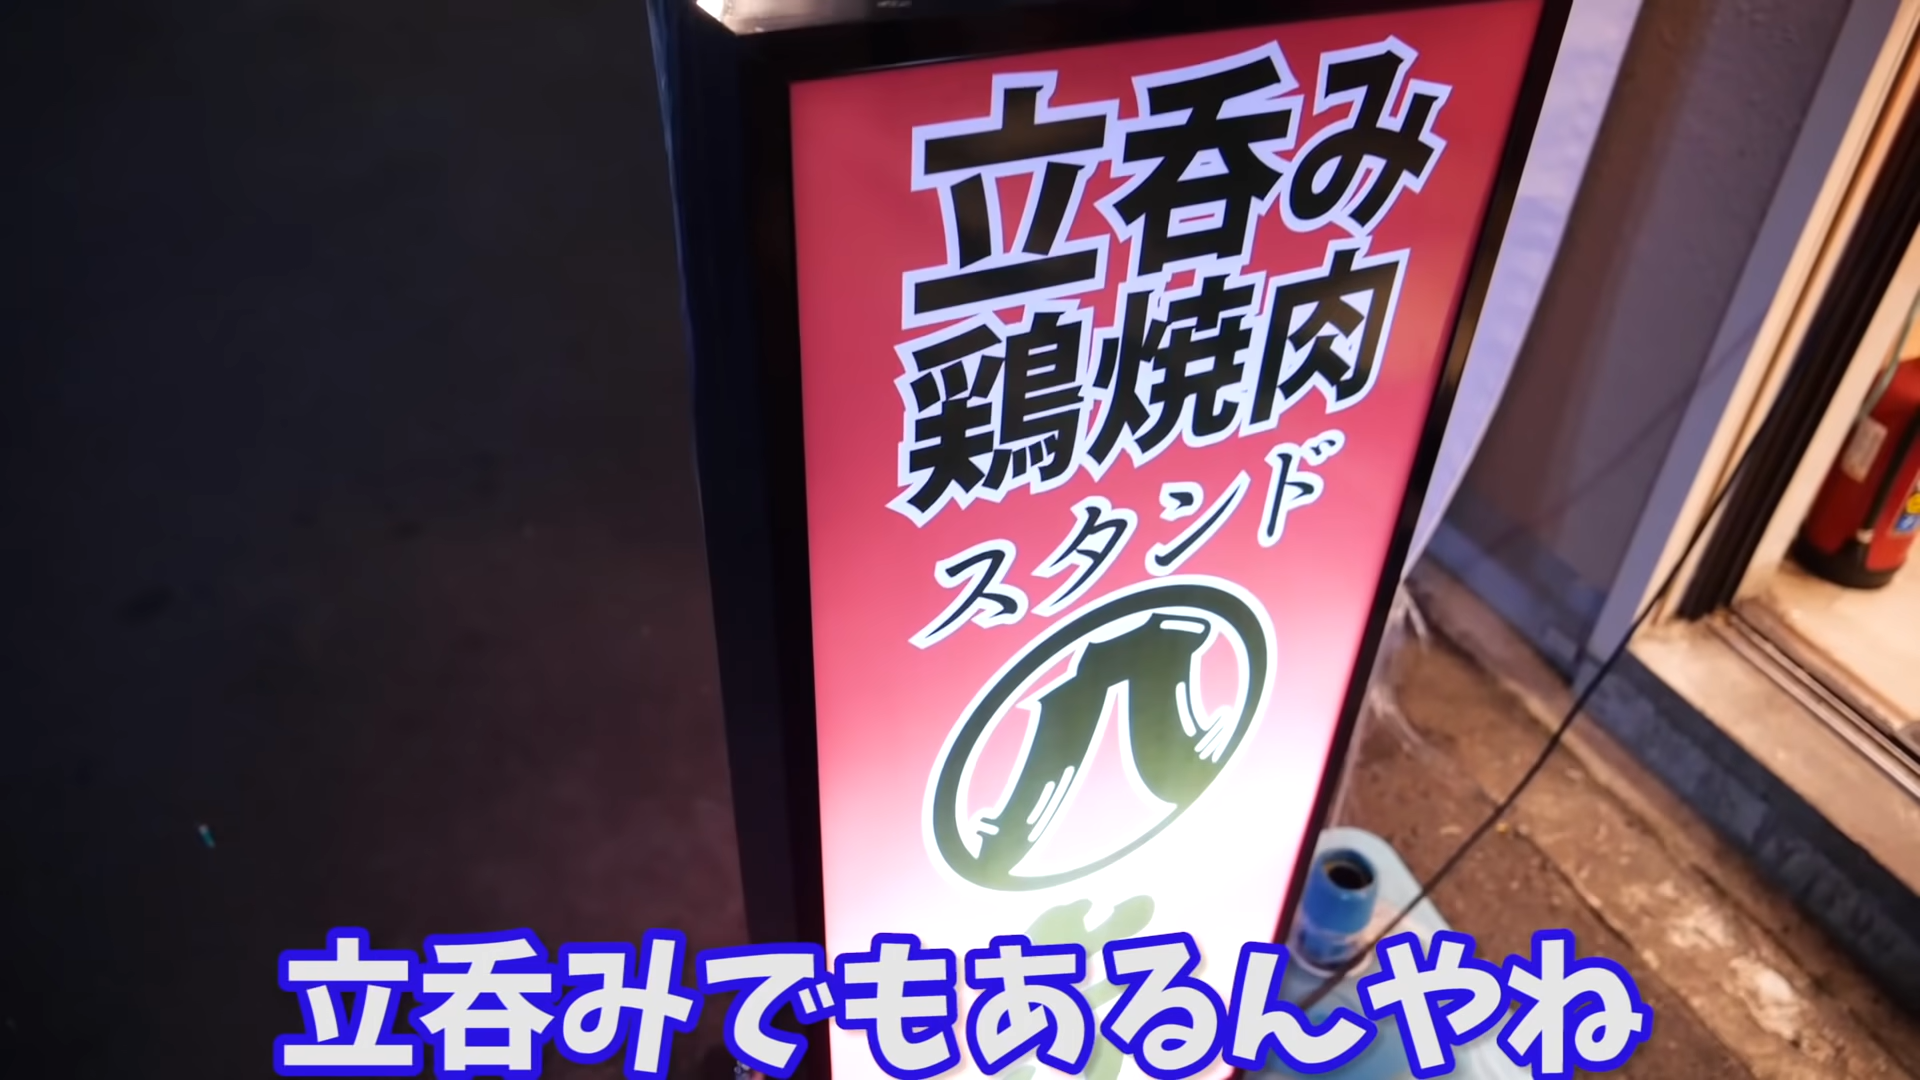 立呑み
鶏焼肉
スタンド
八
立呑みでもあるんやね